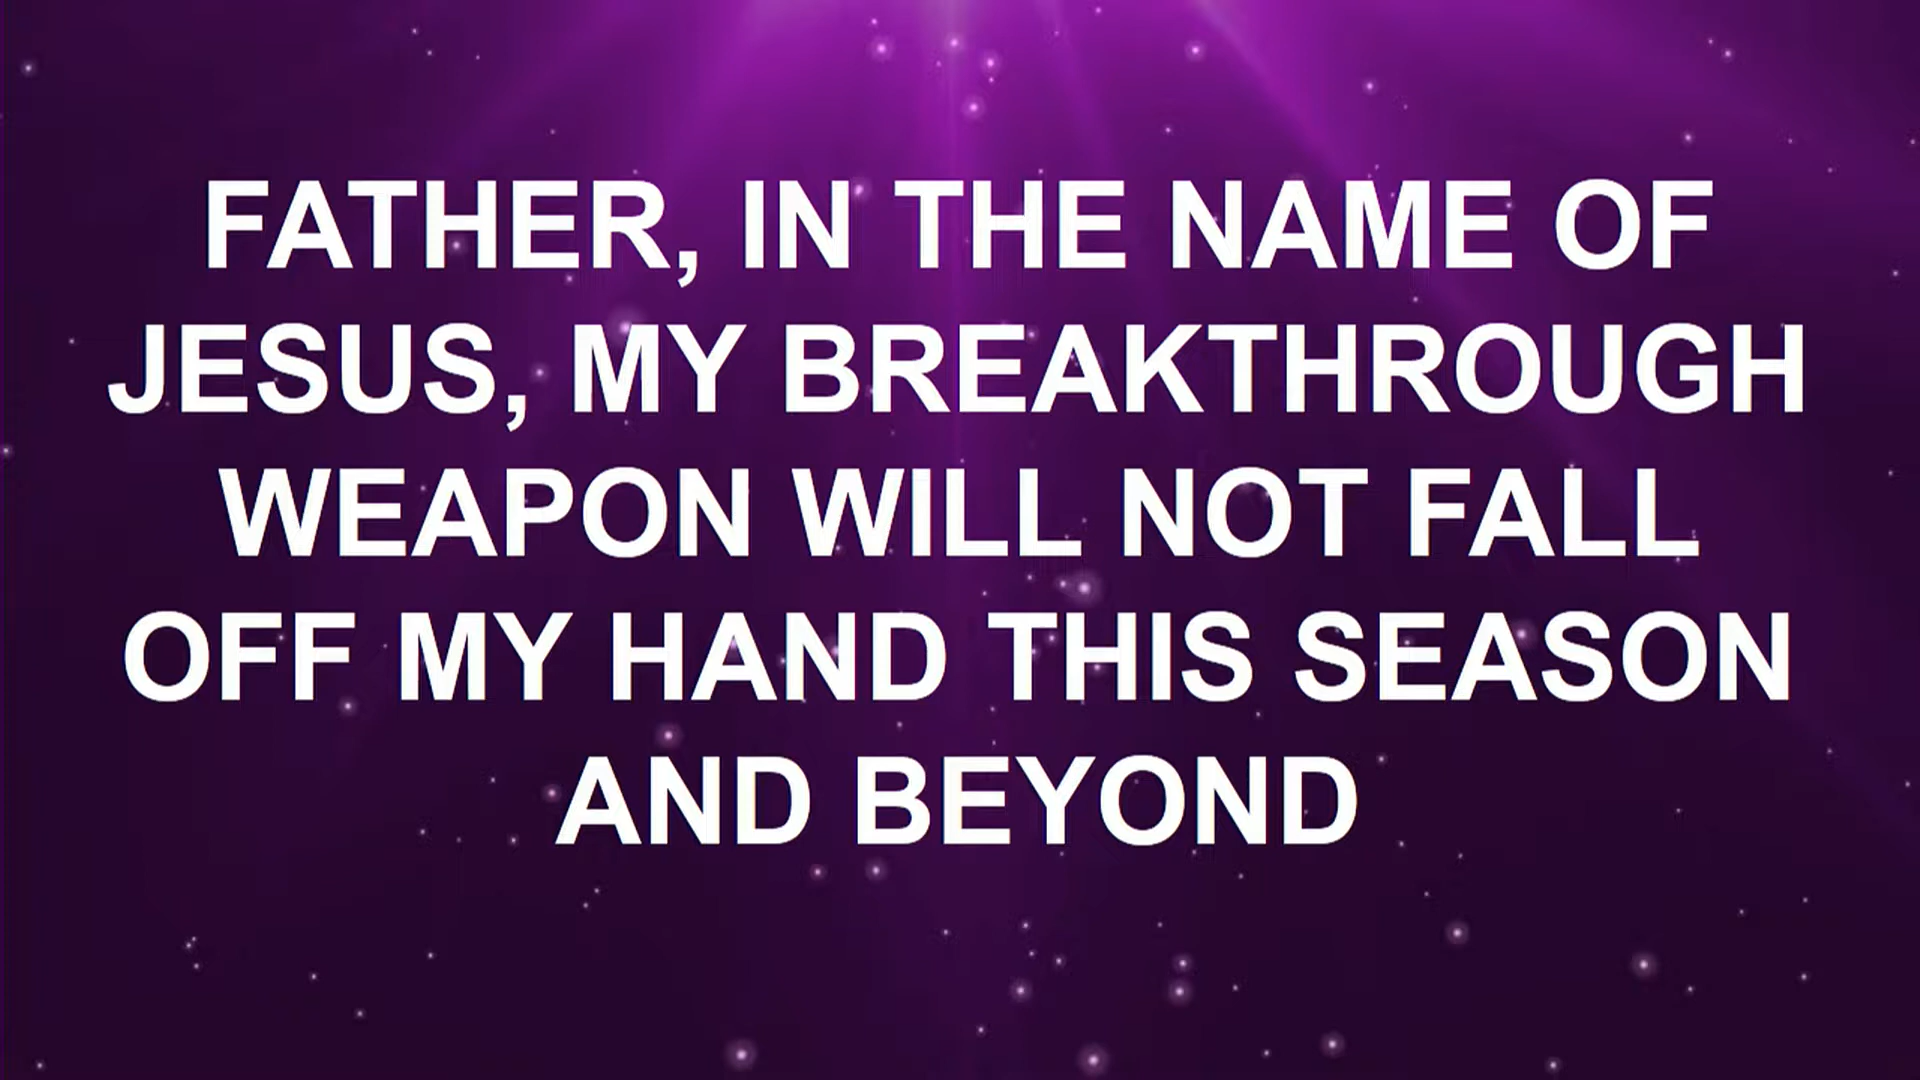 FATHER, IN THE NAME OF
JESUS, MY BREAKTHROUGH
WEAPON WILL NOT FALL
OFF MY HAND THIS SEASON
AND BEYOND